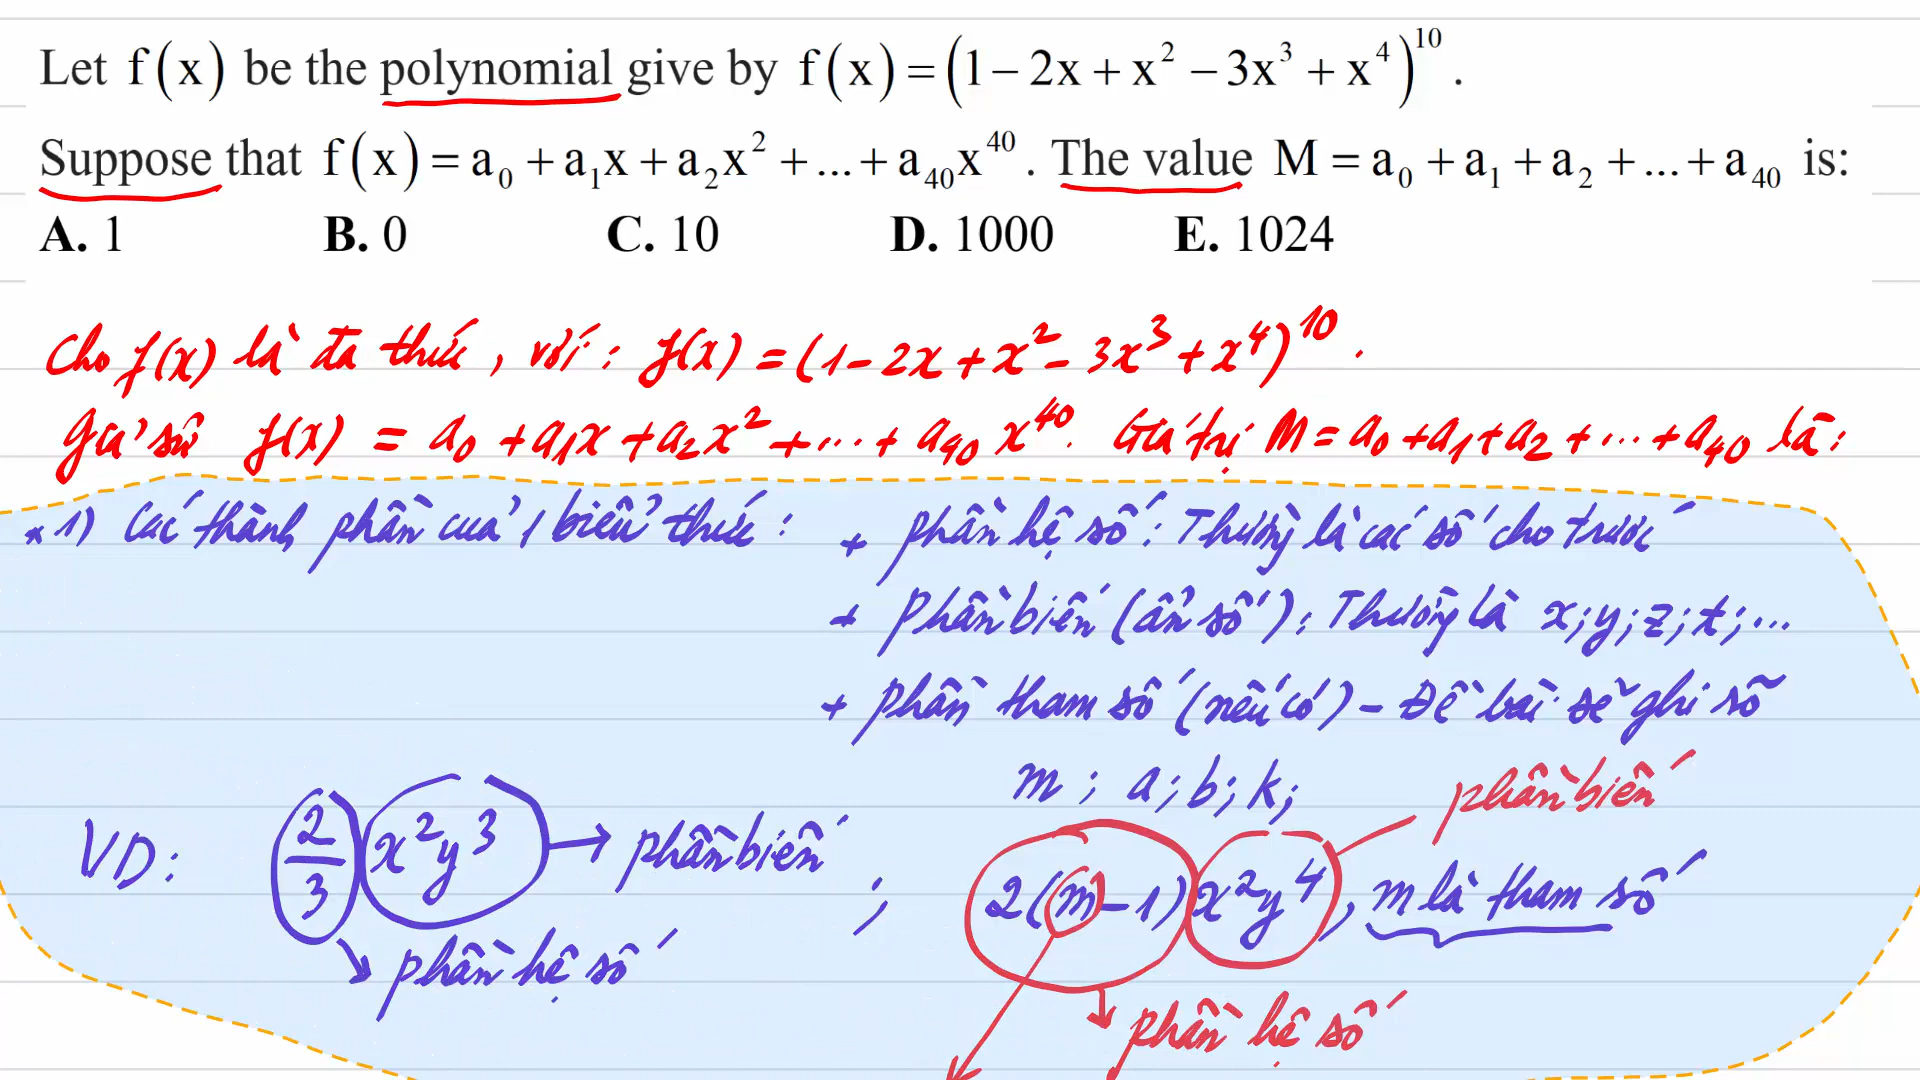 Let f(x) be the polynomial give by f(x) = (1 − 2x + x² − 3x³ + x⁴)¹⁰.
Suppose that f(x) = a₀ + a₁x + a₂x² + ... + a₄₀x⁴⁰. The value M = a₀ + a₁ + a₂ + ... + a₄₀ is:
A. 1 B. 0 C. 10 D. 1000 E. 1024
Cho f(x) là đa thức, với: f(x) = (1 − 2x + x² − 3x³ + x⁴)¹⁰.
Giả sử f(x) = a₀ + a₁x + a₂x² + ... + a₄₀x⁴⁰. Giá trị M = a₀ + a₁ + a₂ + ... + a₄₀ là:
* 1) Các thành phần của 1 biểu thức: + phần hệ số: Thường là các số cho trước
+ Phần biến (ẩn số): Thường là x; y; z; t; ...
+ phần tham số (nếu có) − Đề bài sẽ ghi rõ
m; a; b; k;
phần biến
VD: 2/3 x²y³ → phần biến ; 2(m−1)x²y⁴, m là tham số
phần hệ số
phần hệ số